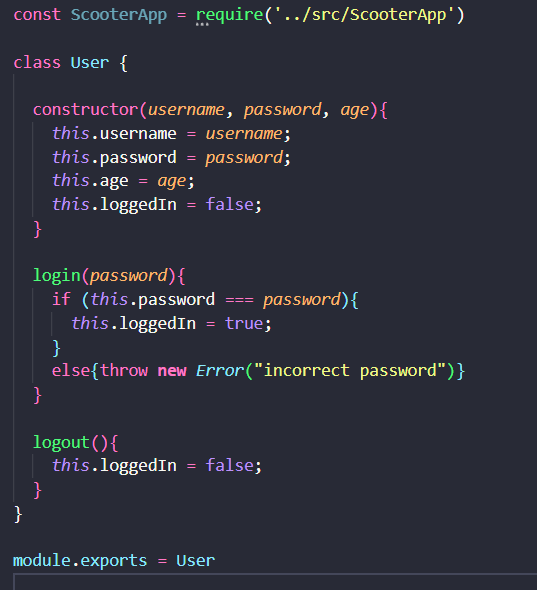 const ScooterApp = require('../src/ScooterApp')
class User {
constructor(username, password, age){
this.username = username;
this.password = password;
this.age = age;
this.loggedIn = false;
}
login(password){
if (this.password === password){
this.loggedIn = true;
}
else{throw new Error("incorrect password")}
}
logout(){
this.loggedIn = false;
}
}
module.exports = User